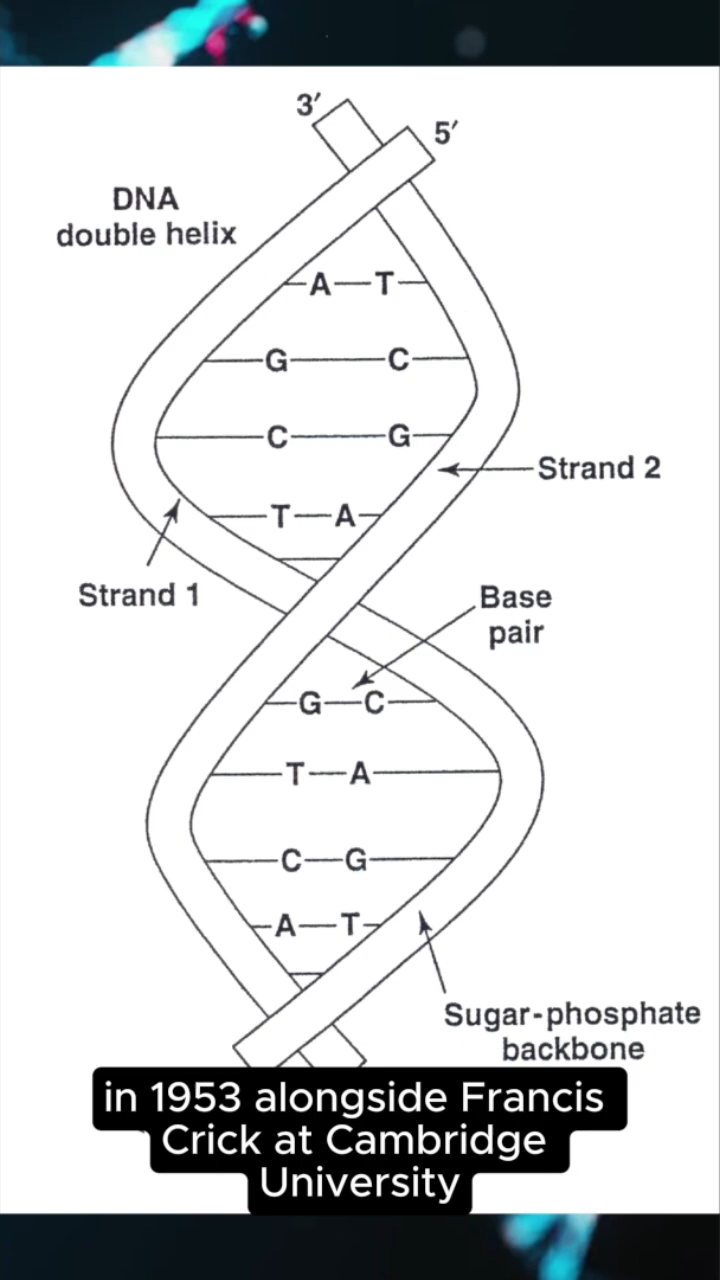 3′
5′
DNA
double helix
A T
G C
C G
Strand 2
T A
Strand 1
Base
pair
G C
T A
C G
A T
Sugar-phosphate
backbone
in 1953 alongside Francis
Crick at Cambridge
University